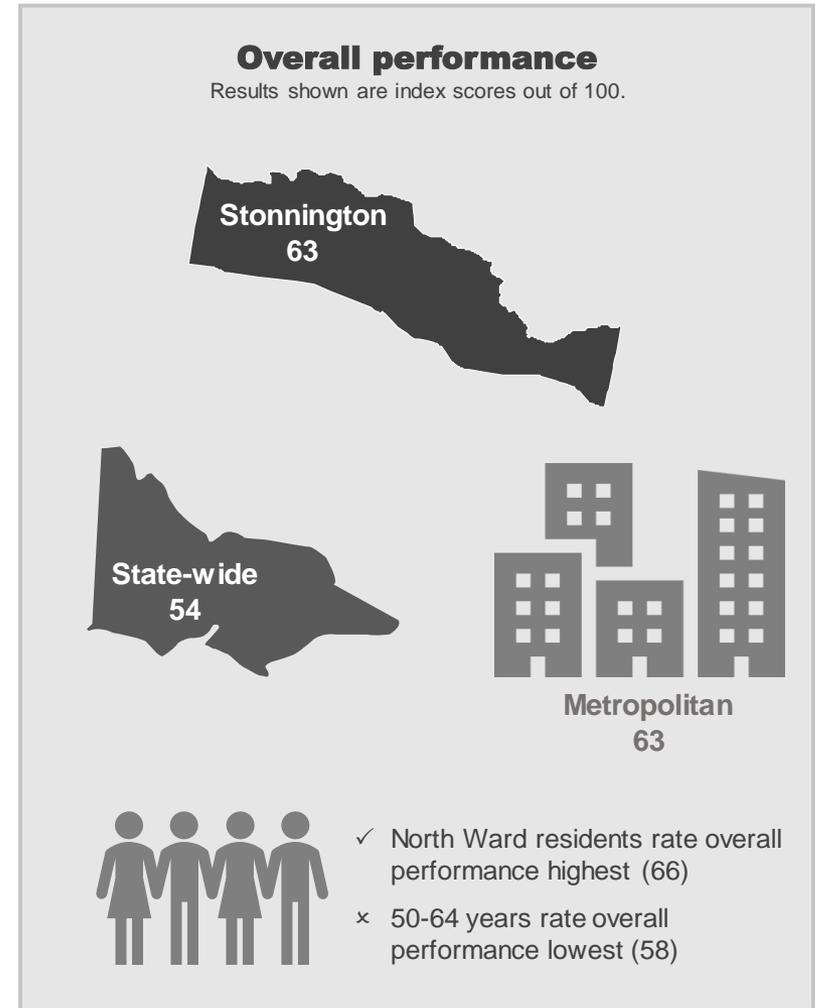 Overall performance
Results shown are index scores out of 100.
Stonnington
63
State-wide
54
Metropolitan
63
✓ North Ward residents rate overall
performance highest (66)
× 50-64 years rate overall
performance lowest (58)